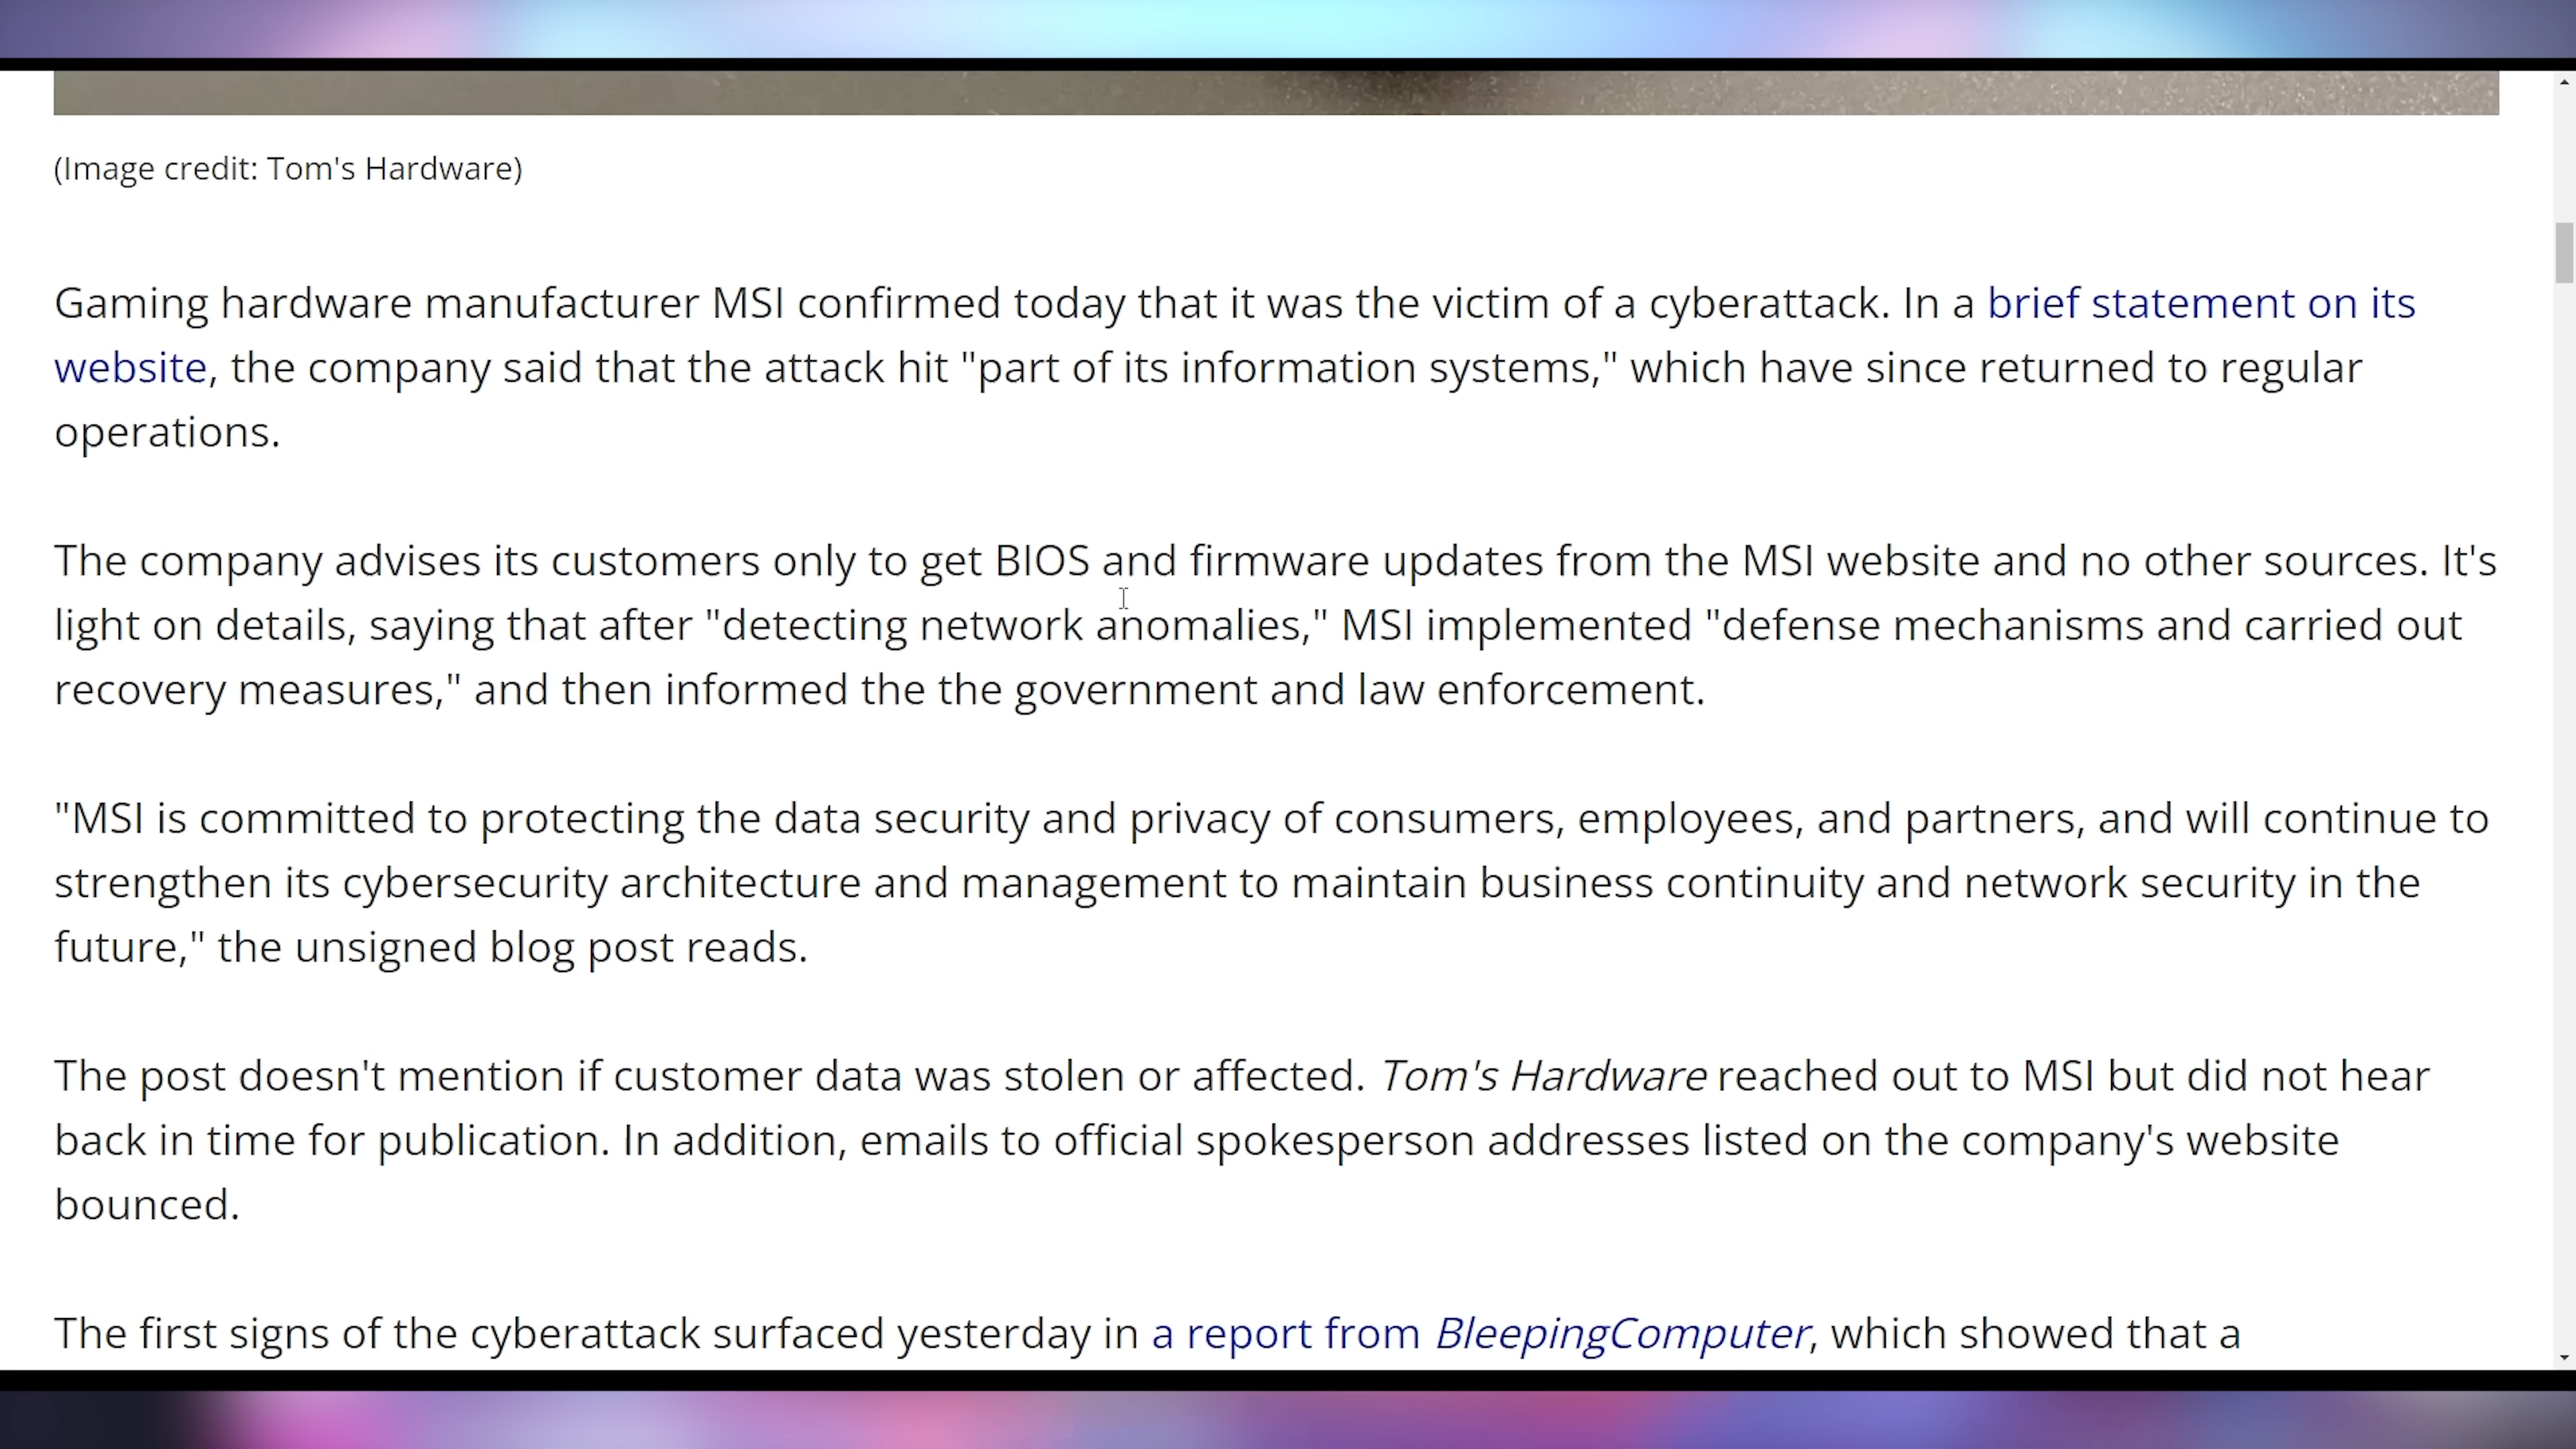 (Image credit: Tom's Hardware)
Gaming hardware manufacturer MSI confirmed today that it was the victim of a cyberattack. In a brief statement on its
website, the company said that the attack hit "part of its information systems," which have since returned to regular
operations.
The company advises its customers only to get BIOS and firmware updates from the MSI website and no other sources. It's
light on details, saying that after "detecting network anomalies," MSI implemented "defense mechanisms and carried out
recovery measures," and then informed the the government and law enforcement.
"MSI is committed to protecting the data security and privacy of consumers, employees, and partners, and will continue to
strengthen its cybersecurity architecture and management to maintain business continuity and network security in the
future," the unsigned blog post reads.
The post doesn't mention if customer data was stolen or affected. Tom's Hardware reached out to MSI but did not hear
back in time for publication. In addition, emails to official spokesperson addresses listed on the company's website
bounced.
The first signs of the cyberattack surfaced yesterday in a report from BleepingComputer, which showed that a